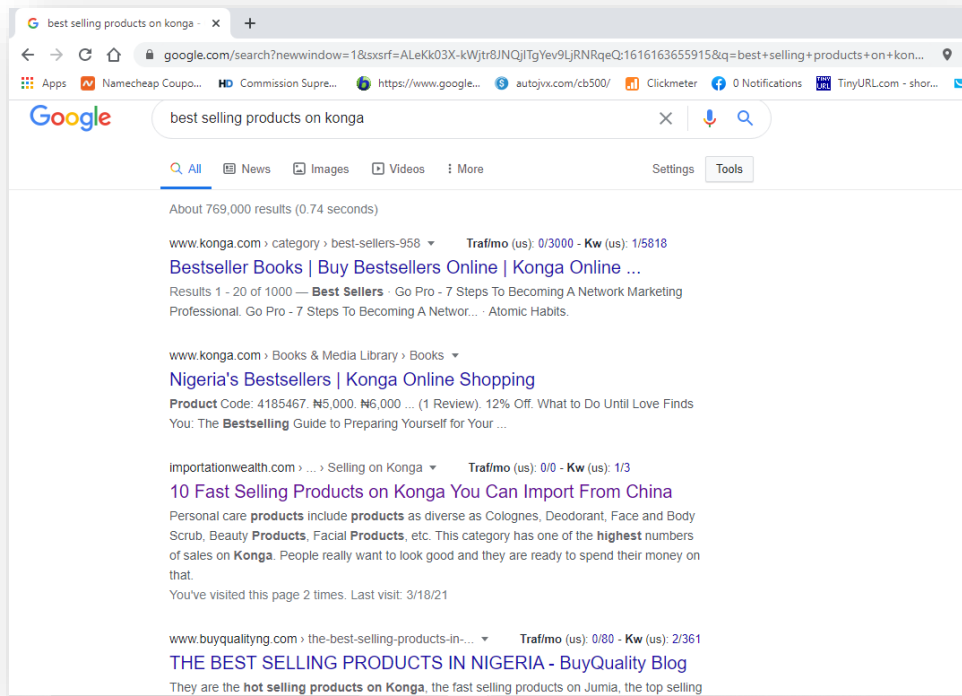 best selling products on konga -
google.com/search?newwindow=1&sxsrf=ALeKk03X-kWjtr8JNQjlTgYev9LjRNRqeQ:1616163655915&q=best+selling+products+on+kon...
Apps Namecheap Coupo... HD Commission Supre... https://www.google... autojvx.com/cb500/ Clickmeter 0 Notifications TINY URL TinyURL.com - shor...
Google best selling products on konga
All News Images Videos More Settings Tools
About 769,000 results (0.74 seconds)
www.konga.com › category › best-sellers-958 Traf/mo (us): 0/3000 - Kw (us): 1/5818
Bestseller Books | Buy Bestsellers Online | Konga Online ...
Results 1 - 20 of 1000 — Best Sellers · Go Pro - 7 Steps To Becoming A Network Marketing
Professional. Go Pro - 7 Steps To Becoming A Networ... · Atomic Habits.
www.konga.com › Books & Media Library › Books
Nigeria's Bestsellers | Konga Online Shopping
Product Code: 4185467. ₦5,000. ₦6,000 ... (1 Review). 12% Off. What to Do Until Love Finds
You: The Bestselling Guide to Preparing Yourself for Your ...
importationwealth.com › ... › Selling on Konga Traf/mo (us): 0/0 - Kw (us): 1/3
10 Fast Selling Products on Konga You Can Import From China
Personal care products include products as diverse as Colognes, Deodorant, Face and Body
Scrub, Beauty Products, Facial Products, etc. This category has one of the highest numbers
of sales on Konga. People really want to look good and they are ready to spend their money on
that.
You've visited this page 2 times. Last visit: 3/18/21
www.buyqualityng.com › the-best-selling-products-in-... Traf/mo (us): 0/80 - Kw (us): 2/361
THE BEST SELLING PRODUCTS IN NIGERIA - BuyQuality Blog
They are the hot selling products on Konga, the fast selling products on Jumia, the top selling